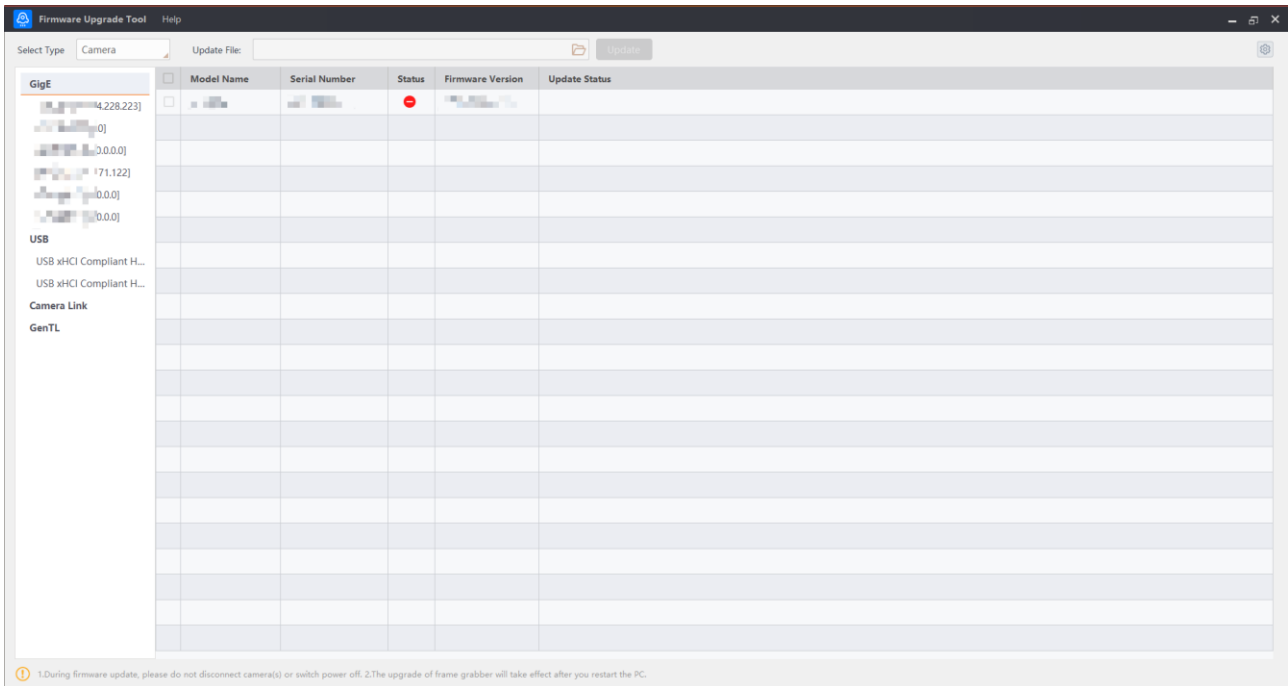 Firmware Upgrade Tool Help
Select Type Camera Update File: Update
GigE
4.228.223]
0]
0.0.0]
171.122]
0.0.0]
0.0.0]
USB
USB xHCI Compliant H...
USB xHCI Compliant H...
Camera Link
GenTL
Model Name Serial Number Status Firmware Version Update Status
1.During firmware update, please do not disconnect camera(s) or switch power off. 2.The upgrade of frame grabber will take effect after you restart the PC.